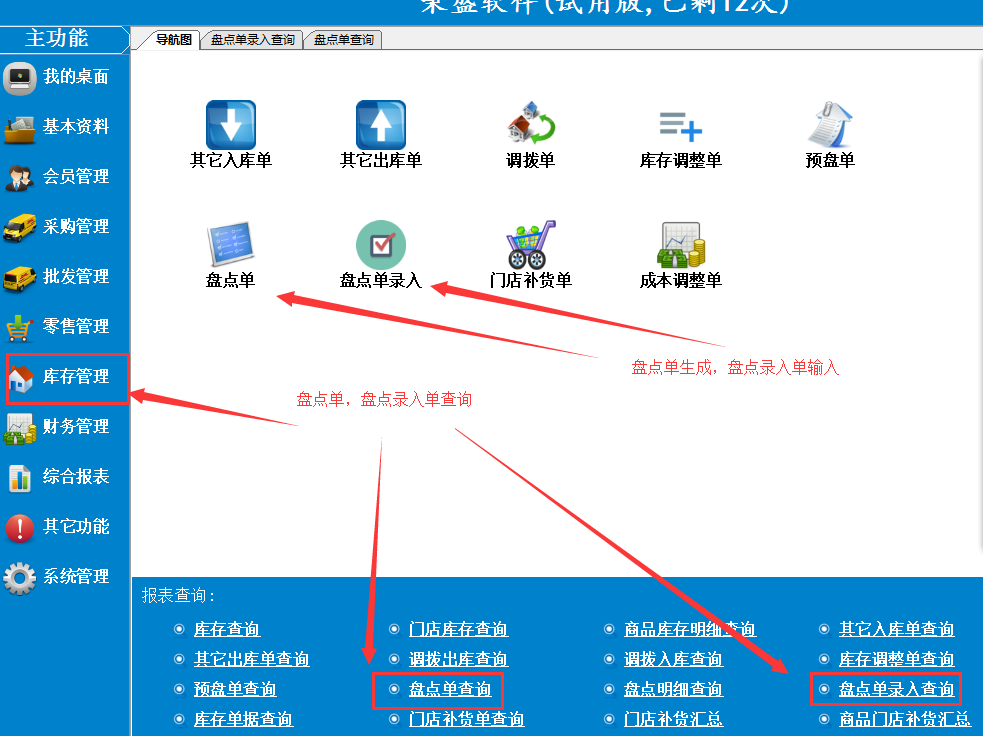 荣盛软件(试用版,已剩12次)
主功能
导航图 盘点单录入查询 盘点单查询
我的桌面
基本资料
会员管理
采购管理
批发管理
零售管理
库存管理
财务管理
综合报表
其它功能
系统管理
其它入库单 其它出库单 调拨单 库存调整单 预盘单
盘点单 盘点单录入 门店补货单 成本调整单
盘点单生成，盘点录入单输入
盘点单，盘点录入单查询
报表查询:
库存查询 门店库存查询 商品库存明细查询 其它入库单查询
其它出库单查询 调拨出库查询 调拨入库查询 库存调整单查询
预盘单查询 盘点单查询 盘点明细查询 盘点单录入查询
库存单据查询 门店补货单查询 门店补货汇总 商品门店补货汇总